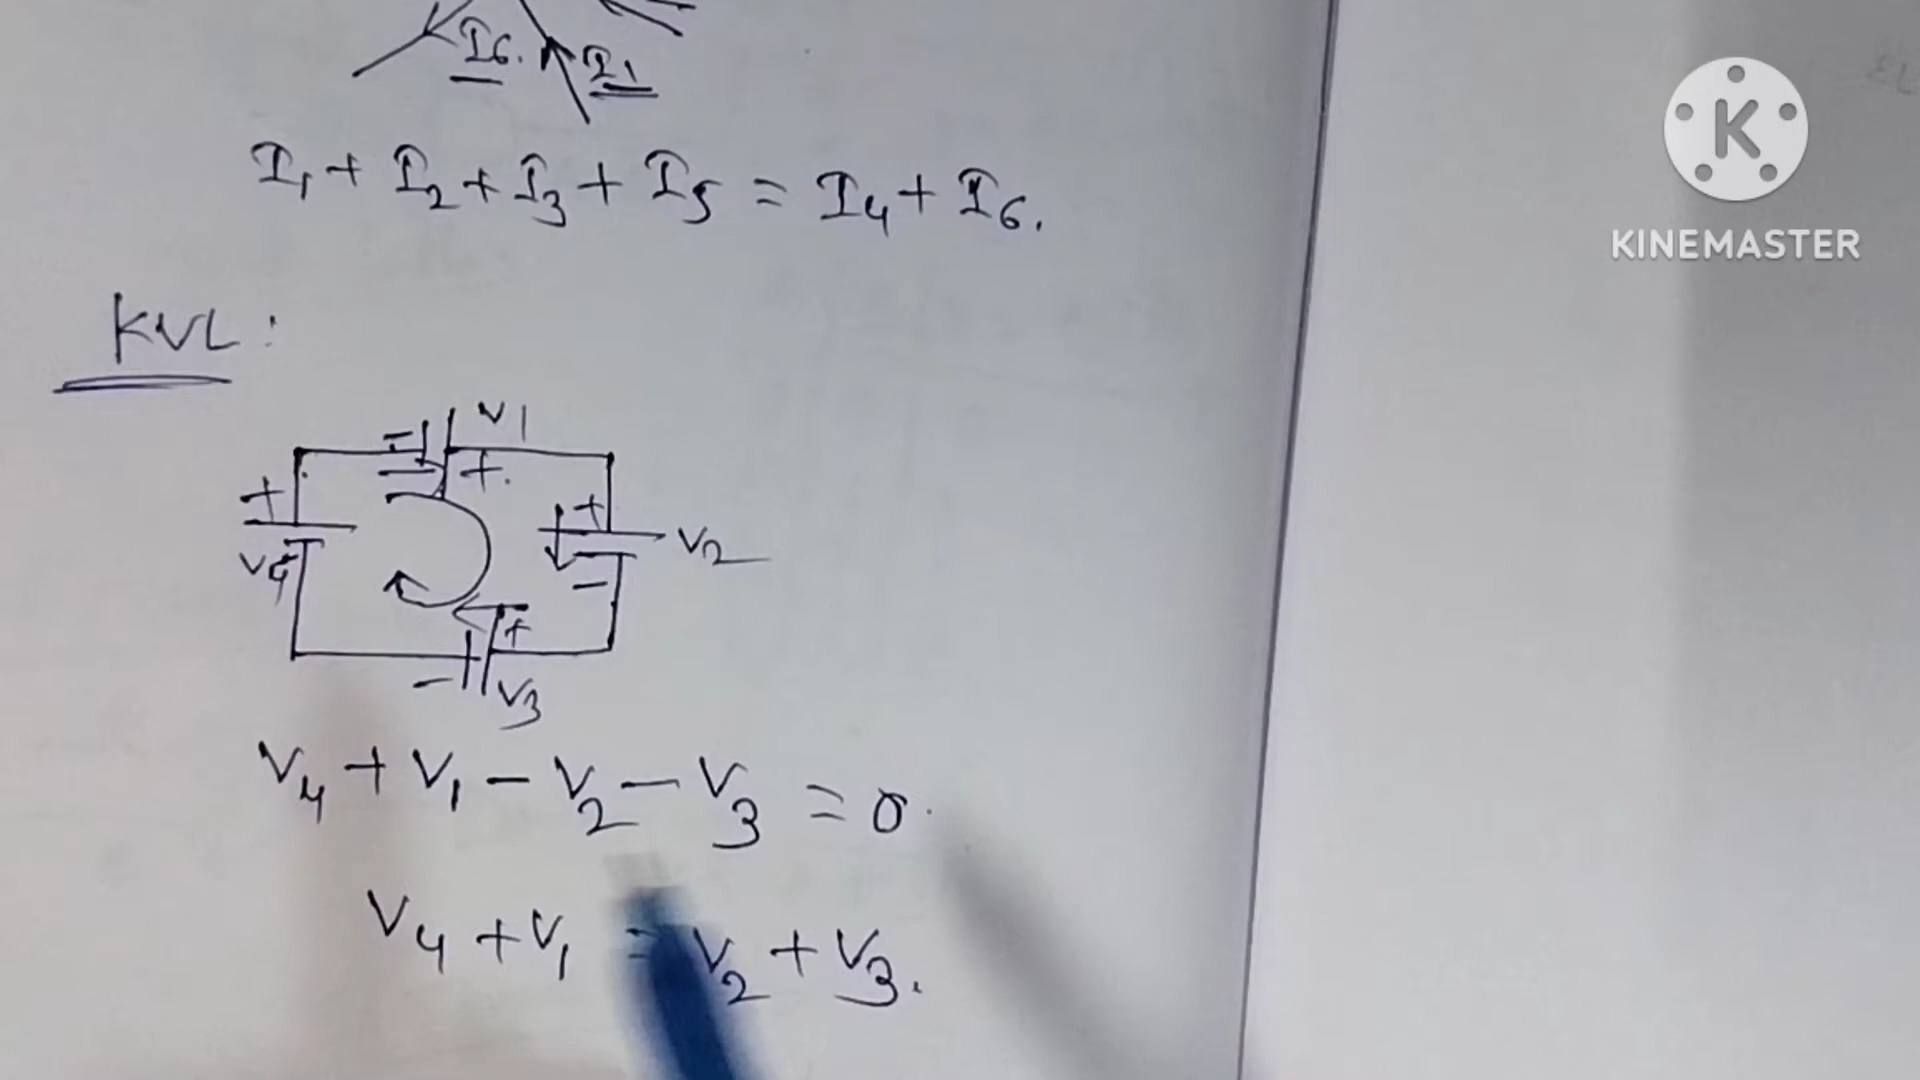 I6. I1
I1 + I2 + I3 + I5 = I4 + I6.
K
KINEMASTER
KVL :
- V1
+ +.
+ V2
V4 -
+
- V3
V4 + V1 - V2 - V3 = 0
V4 + V1 = V2 + V3.